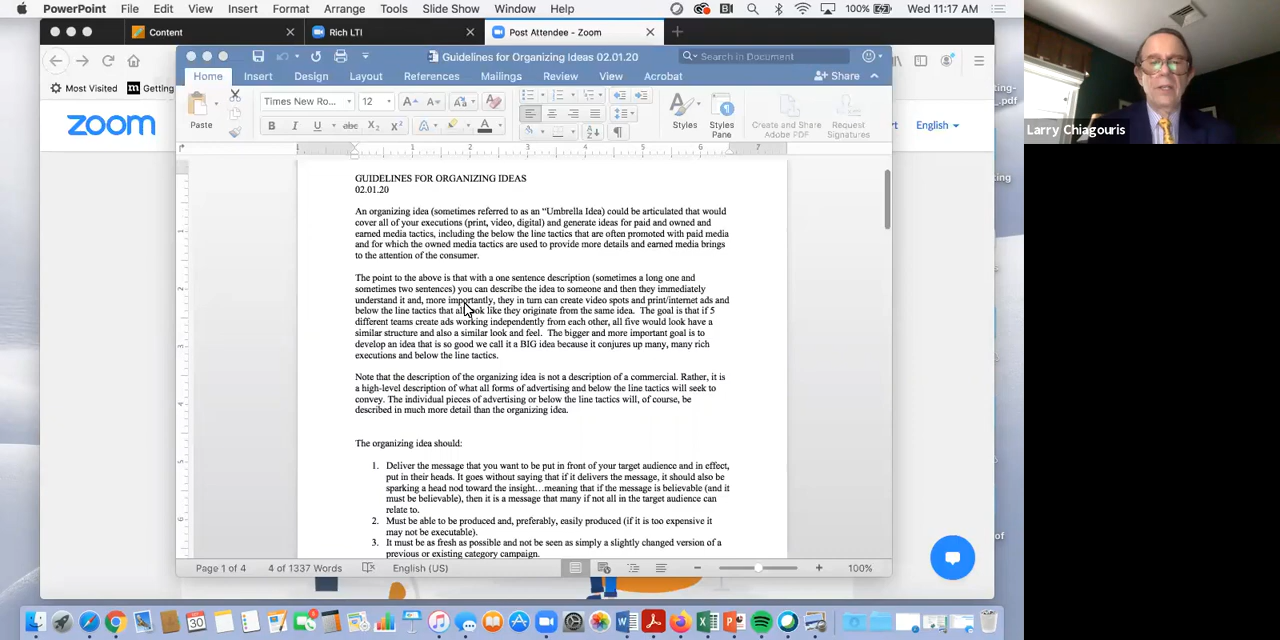 PowerPoint File Edit View Insert Format Arrange Tools Slide Show Window Help 100% Wed 11:17 AM
Content Rich LTI Post Attendee - Zoom
Guidelines for Organizing Ideas 02.01.20 Search in Document
Home Insert Design Layout References Mailings Review View Acrobat Share
Most Visited Getting
Paste Times New Ro... 12 Styles Styles Pane Create and Share Adobe PDF Request Signatures
zoom English
Larry Chiagouris
GUIDELINES FOR ORGANIZING IDEAS
02.01.20
An organizing idea (sometimes referred to as an “Umbrella Idea) could be articulated that would
cover all of your executions (print, video, digital) and generate ideas for paid and owned and
earned media tactics, including the below the line tactics that are often promoted with paid media
and for which the owned media tactics are used to provide more details and earned media brings
to the attention of the consumer.
The point to the above is that with a one sentence description (sometimes a long one and
sometimes two sentences) you can describe the idea to someone and then they immediately
understand it and, more importantly, they in turn can create video spots and print/internet ads and
below the line tactics that all look like they originate from the same idea. The goal is that if 5
different teams create ads working independently from each other, all five would look have a
similar structure and also a similar look and feel. The bigger and more important goal is to
develop an idea that is so good we call it a BIG idea because it conjures up many, many rich
executions and below the line tactics.
Note that the description of the organizing idea is not a description of a commercial. Rather, it is
a high-level description of what all forms of advertising and below the line tactics will seek to
convey. The individual pieces of advertising or below the line tactics will, of course, be
described in much more detail than the organizing idea.
The organizing idea should:
1. Deliver the message that you want to be put in front of your target audience and in effect,
put in their heads. It goes without saying that if it delivers the message, it should also be
sparking a head nod toward the insight…meaning that if the message is believable (and it
must be believable), then it is a message that many if not all in the target audience can
relate to.
2. Must be able to be produced and, preferably, easily produced (if it is too expensive it
may not be executable).
3. It must be as fresh as possible and not be seen as simply a slightly changed version of a
previous or existing category campaign.
Page 1 of 4 4 of 1337 Words English (US) 100%